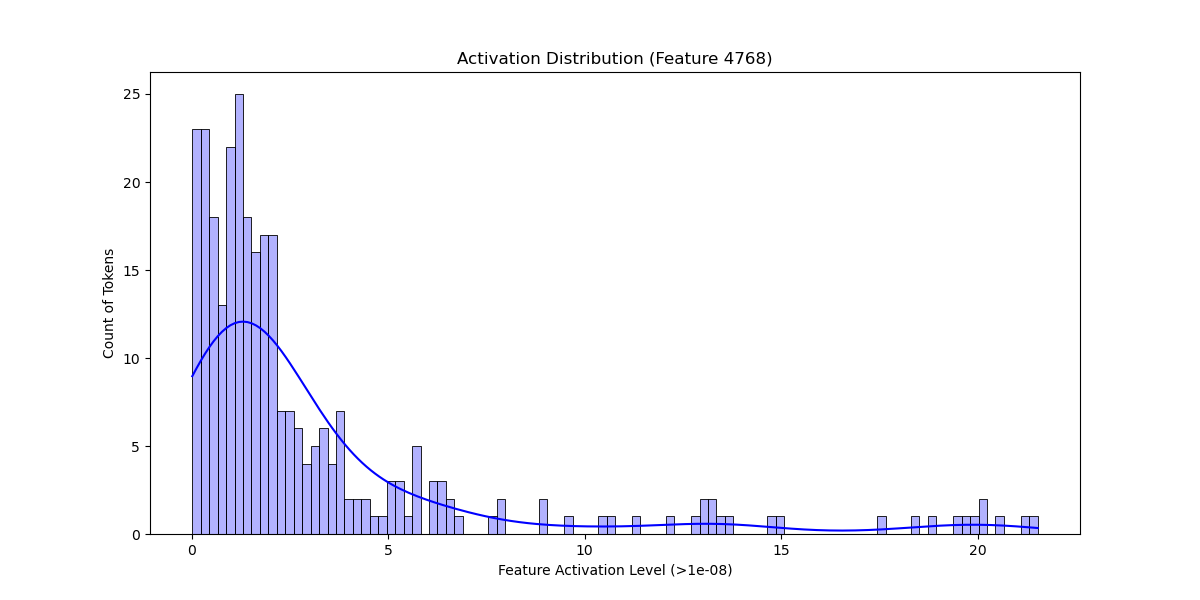 Activation Distribution (Feature 4768)
25
20
15
10
5
0
Count of Tokens
0 5 10 15 20
Feature Activation Level (>1e-08)